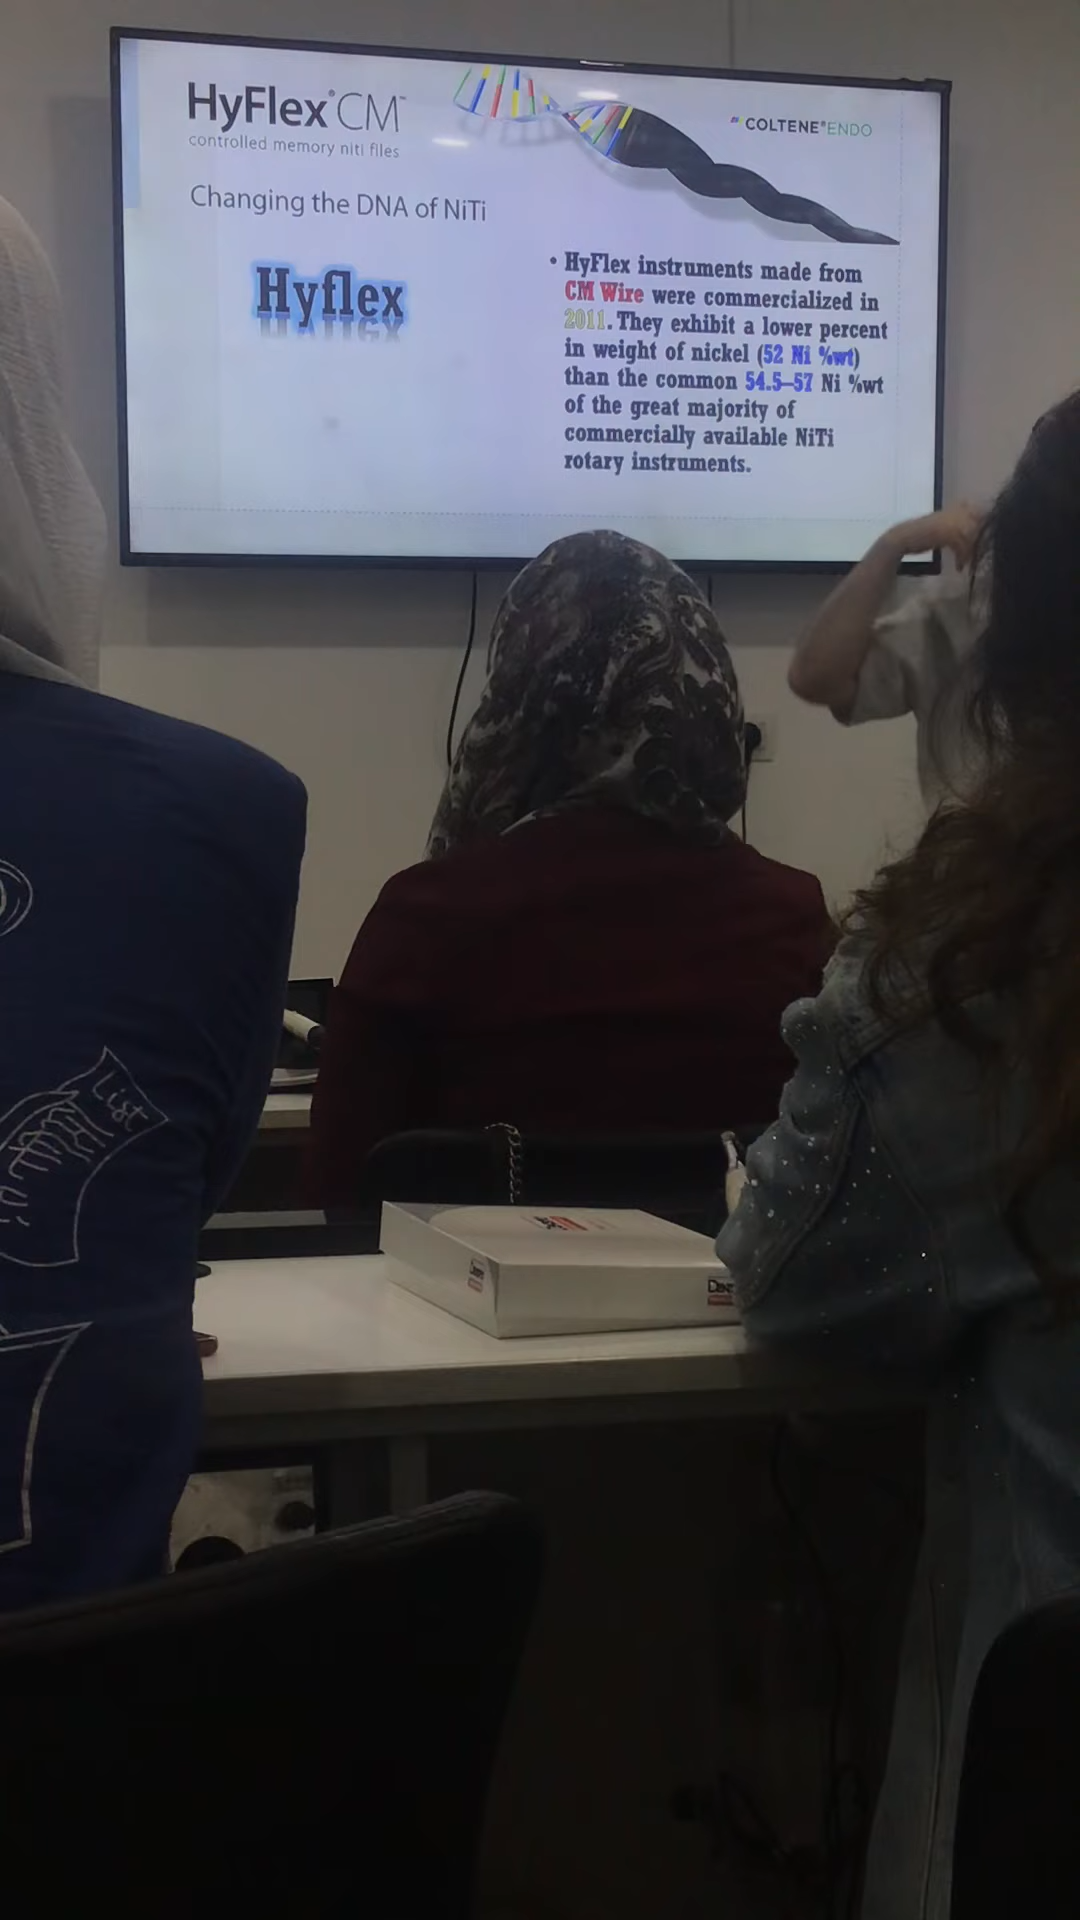 HyFlex® CM™
controlled memory niti files
COLTENE® ENDO
Changing the DNA of NiTi
Hyflex
• HyFlex instruments made from
CM Wire were commercialized in
2011. They exhibit a lower percent
in weight of nickel (52 Ni %wt)
than the common 54.5–57 Ni %wt
of the great majority of
commercially available NiTi
rotary instruments.
List